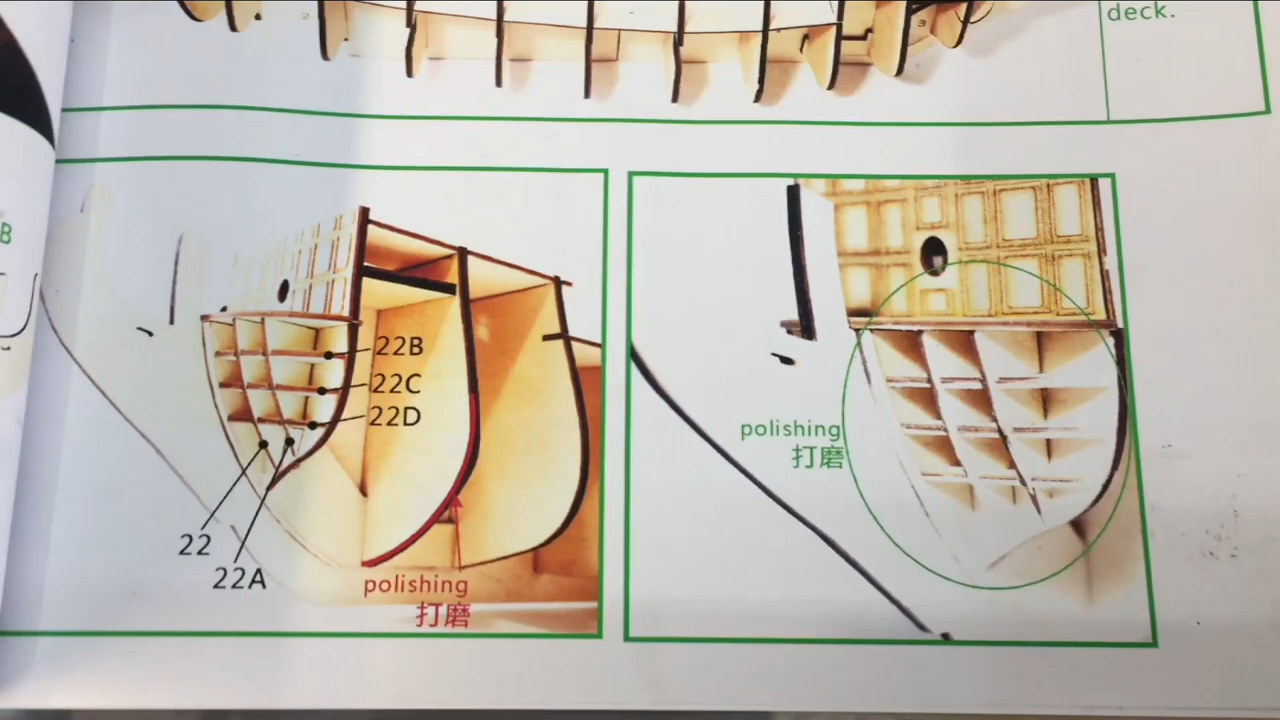 deck.
B
22B
22C
22D
22
22A
polishing
打磨
polishing
打磨